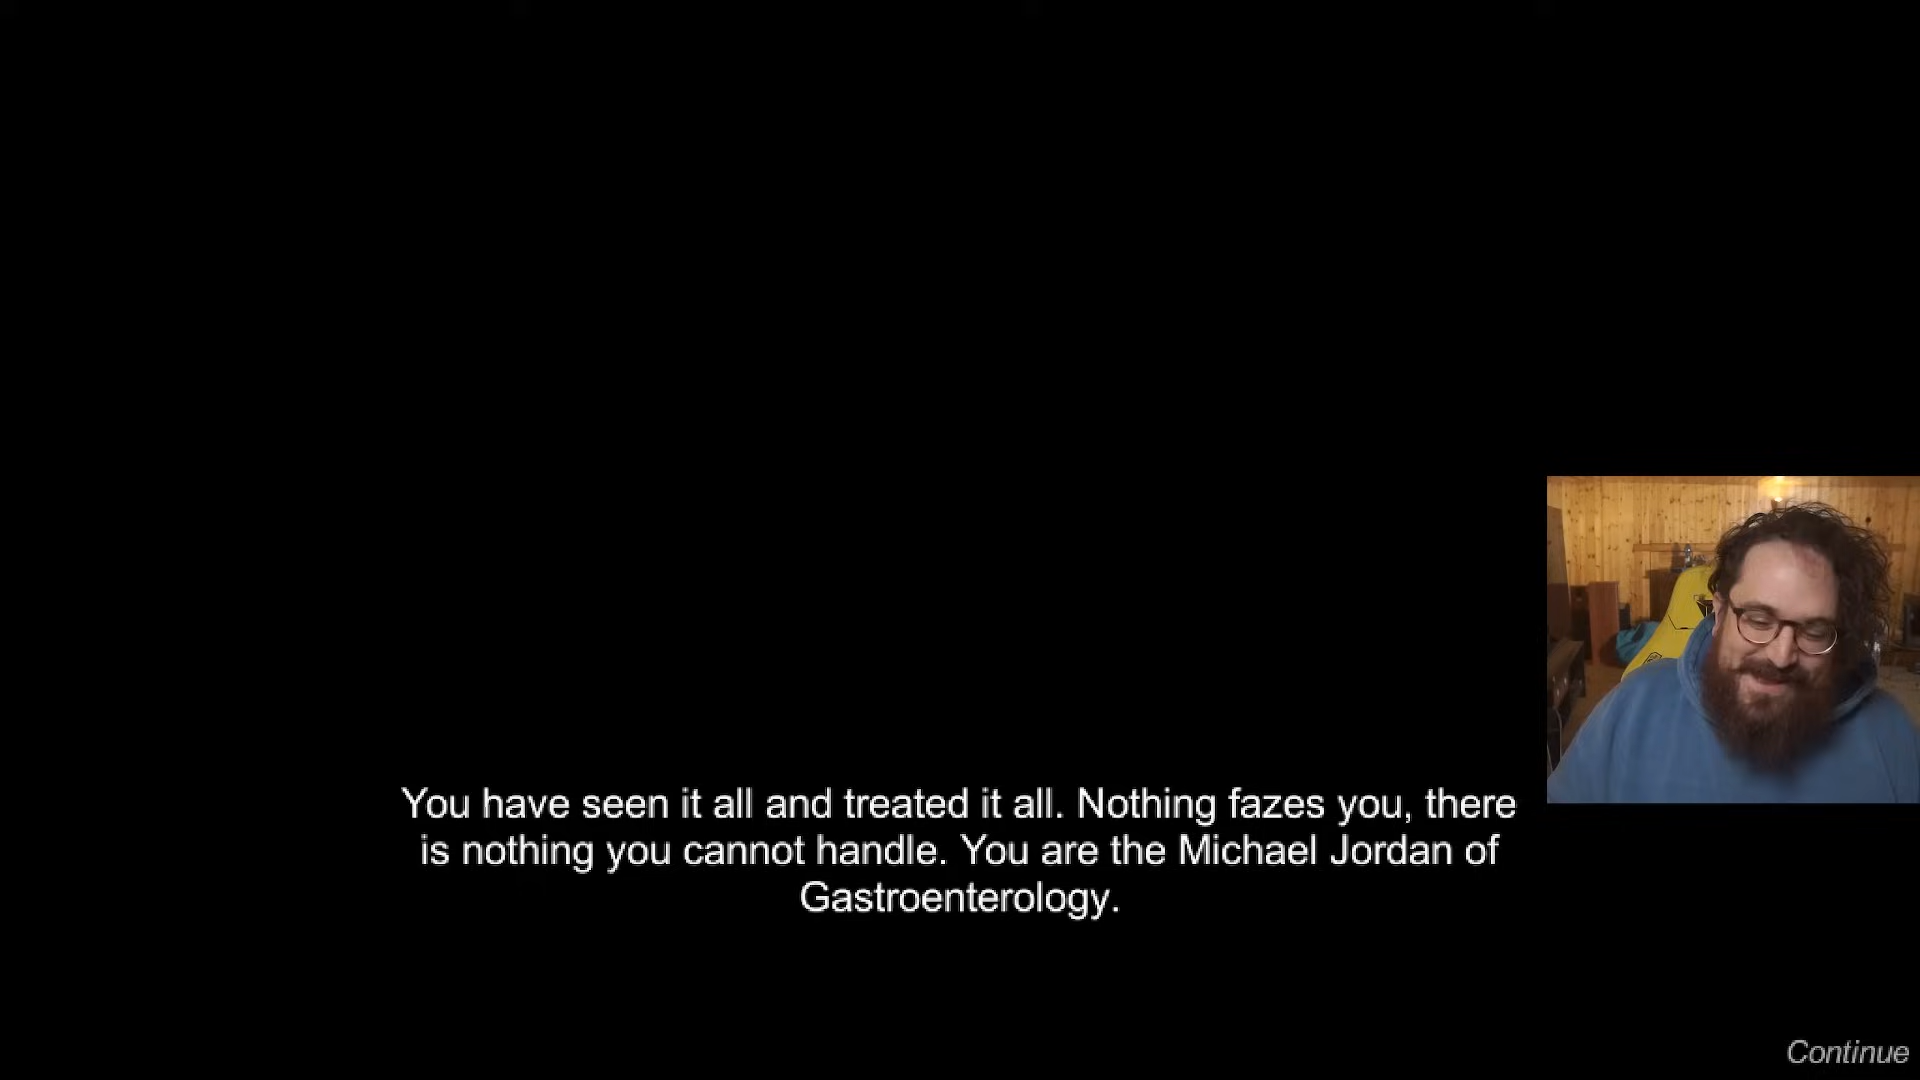 You have seen it all and treated it all. Nothing fazes you, there
is nothing you cannot handle. You are the Michael Jordan of
Gastroenterology.
Continue